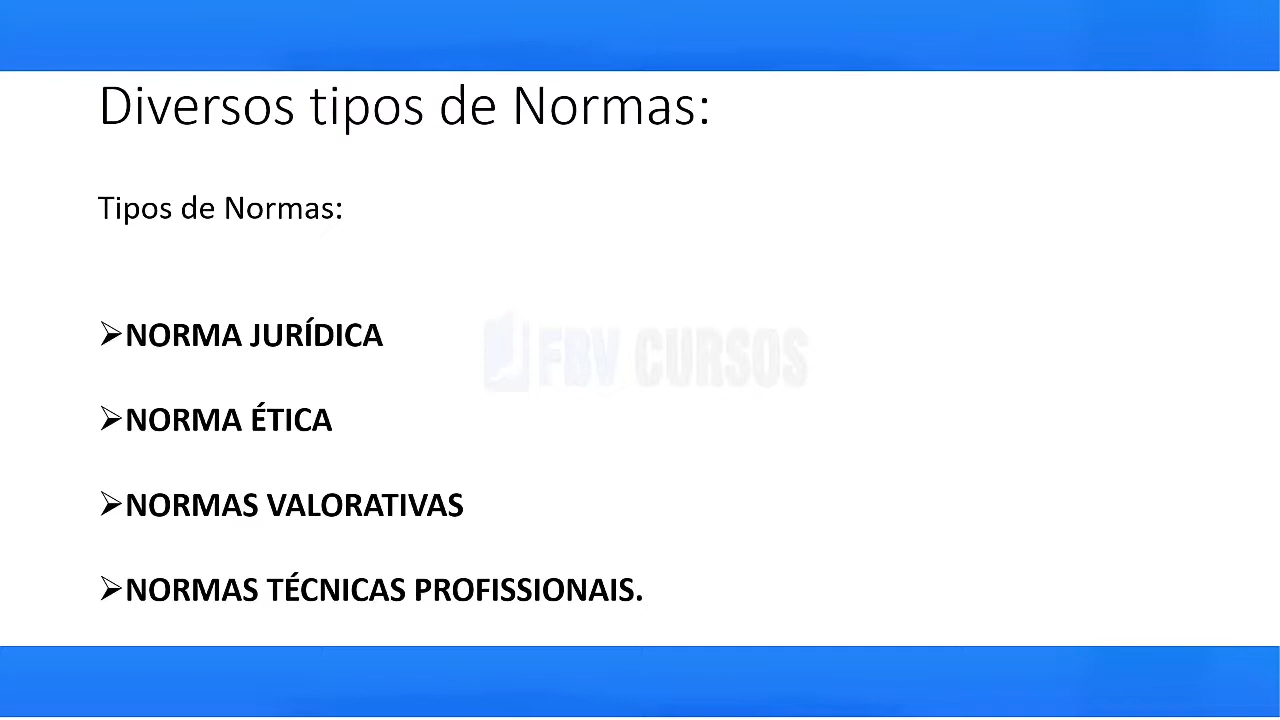 Diversos tipos de Normas:
Tipos de Normas:
➢NORMA JURÍDICA
FBV CURSOS
➢NORMA ÉTICA
➢NORMAS VALORATIVAS
➢NORMAS TÉCNICAS PROFISSIONAIS.